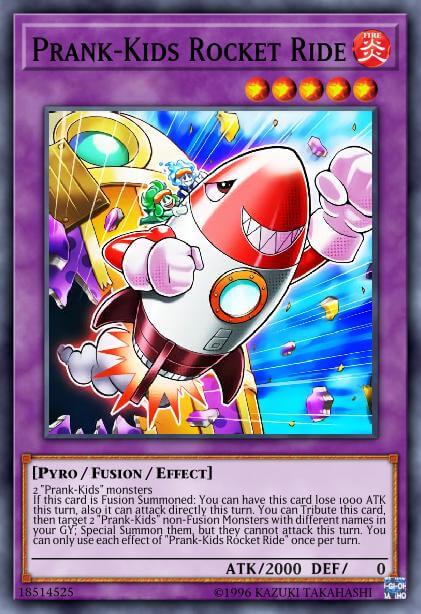 PRANK-KIDS ROCKET RIDE
FIRE
炎
[PYRO / FUSION / EFFECT]
2 "Prank-Kids" monsters
If this card is Fusion Summoned: You can have this card lose 1000 ATK
this turn, also it can attack directly this turn. You can Tribute this card,
then target 2 "Prank-Kids" non-Fusion Monsters with different names in
your GY; Special Summon them, but they cannot attack this turn. You
can only use each effect of "Prank-Kids Rocket Ride" once per turn.
ATK/2000 DEF/ 0
18514525 ©1996 KAZUKI TAKAHASHI